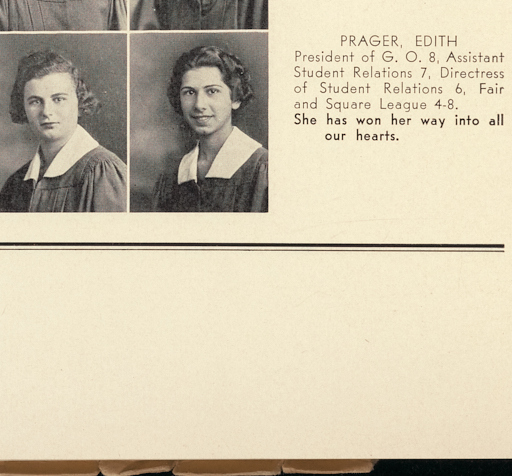 PRAGER, EDITH
President of G. O. 8, Assistant
Student Relations 7, Directress
of Student Relations 6, Fair
and Square League 4-8.
She has won her way into all
our hearts.